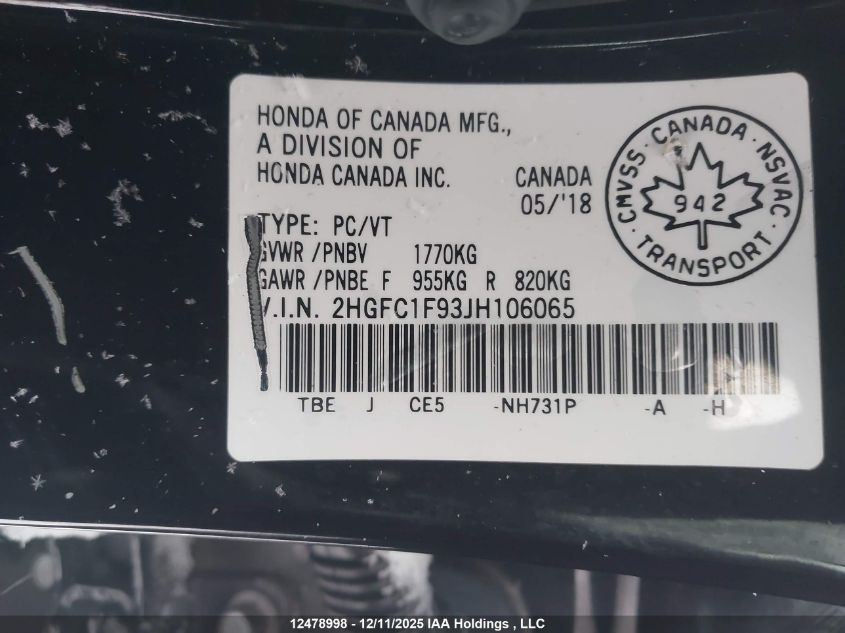 HONDA OF CANADA MFG.,
A DIVISION OF
HONDA CANADA INC. CANADA
05/'18
TYPE: PC/VT
GVWR /PNBV 1770KG
GAWR /PNBE F 955KG R 820KG
V.I.N. 2HGFC1F93JH106065
TBE J CE5 -NH731P -A -H
CMVSS · CANADA · NSVAC ·
942
TRANSPORT
12478998 - 12/11/2025 IAA Holdings , LLC